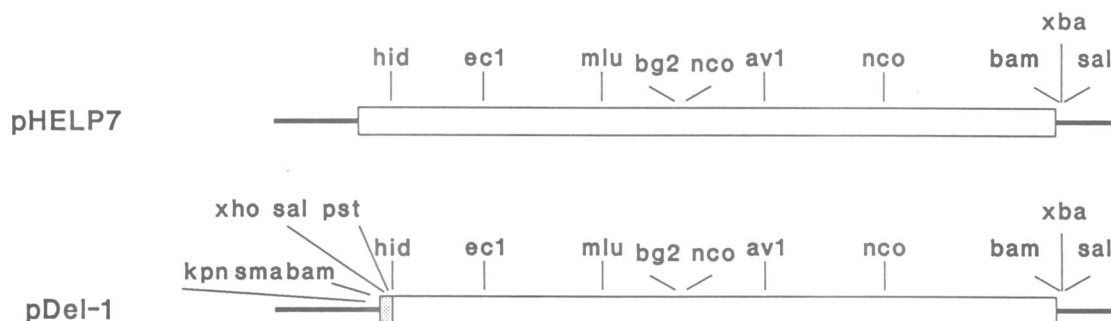 xba
hid ec1 mlu bg2 nco av1 nco bam sal
pHELP7
xho sal pst
xba
hid ec1 mlu bg2 nco av1 nco bam sal
kpn sma bam
pDel-1